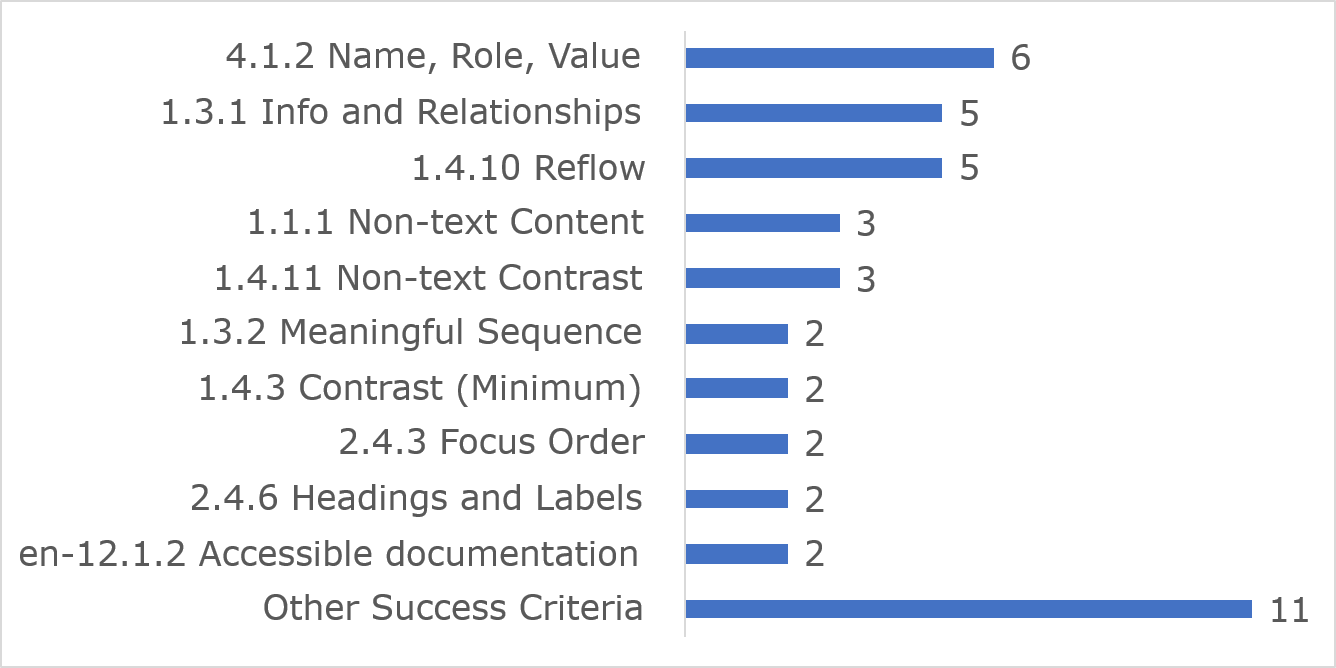 4.1.2 Name, Role, Value 6
1.3.1 Info and Relationships 5
1.4.10 Reflow 5
1.1.1 Non-text Content 3
1.4.11 Non-text Contrast 3
1.3.2 Meaningful Sequence 2
1.4.3 Contrast (Minimum) 2
2.4.3 Focus Order 2
2.4.6 Headings and Labels 2
en-12.1.2 Accessible documentation 2
Other Success Criteria 11